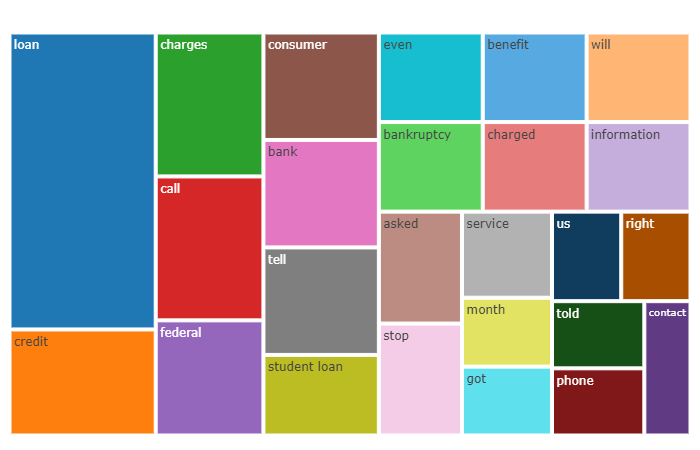 loan
charges
consumer
even
benefit
will
bankruptcy
charged
information
bank
call
asked
service
us
right
tell
month
told
contact
federal
stop
credit
student loan
got
phone